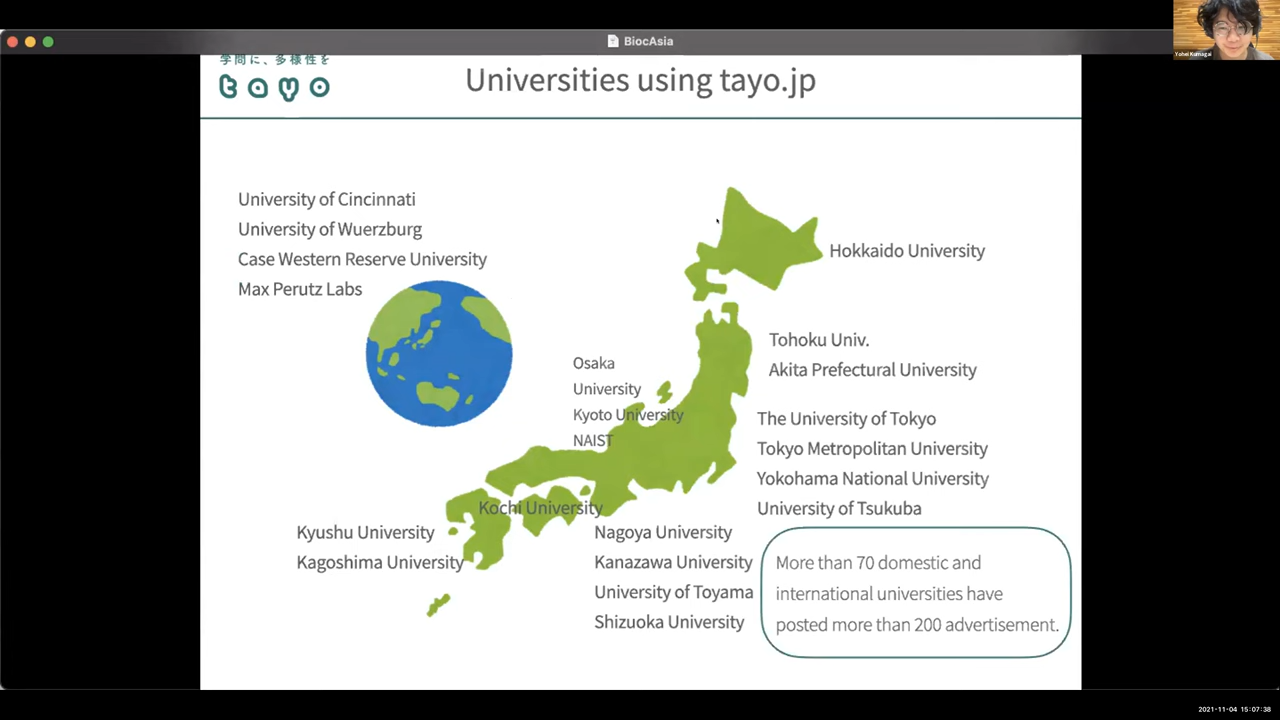 BiocAsia
Yohei Kumagai
学問に、多様性を
tayo
Universities using tayo.jp
University of Cincinnati
University of Wuerzburg
Case Western Reserve University
Max Perutz Labs
Hokkaido University
Tohoku Univ.
Akita Prefectural University
Osaka
University
Kyoto University
NAIST
The University of Tokyo
Tokyo Metropolitan University
Yokohama National University
University of Tsukuba
Kochi University
Kyushu University
Kagoshima University
Nagoya University
Kanazawa University
University of Toyama
Shizuoka University
More than 70 domestic and
international universities have
posted more than 200 advertisement.
2021-11-04 15:07:38